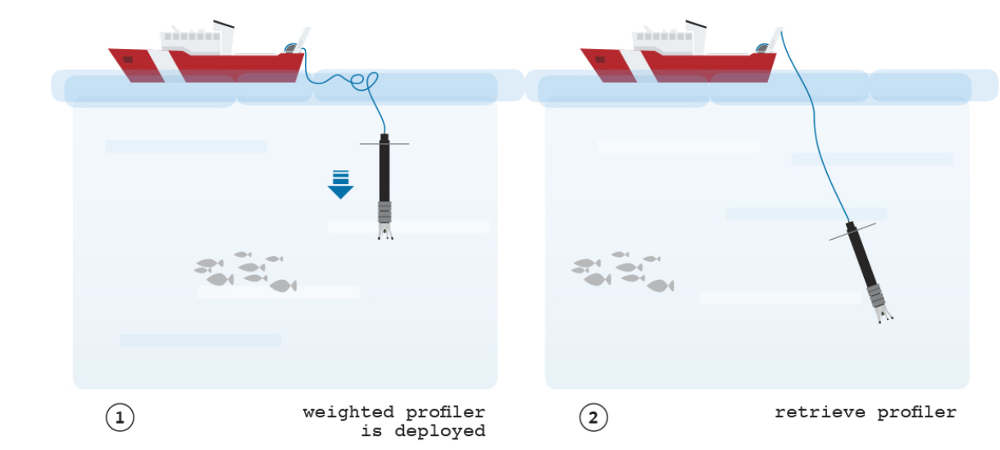 1
weighted profiler
is deployed
2
retrieve profiler